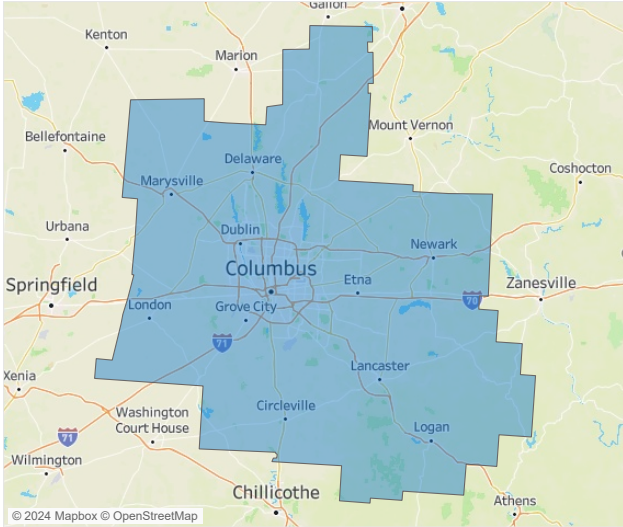 Galion
Kenton
Marion
Mount Vernon
Bellefontaine
Delaware
Coshocton
Marysville
Urbana
Dublin
Newark
Columbus
Springfield
Etna
Zanesville
70
London
Grove City
71
Lancaster
Xenia
Circleville
Washington
Court House
Logan
71
Wilmington
Chillicothe
Athens
© 2024 Mapbox © OpenStreetMap